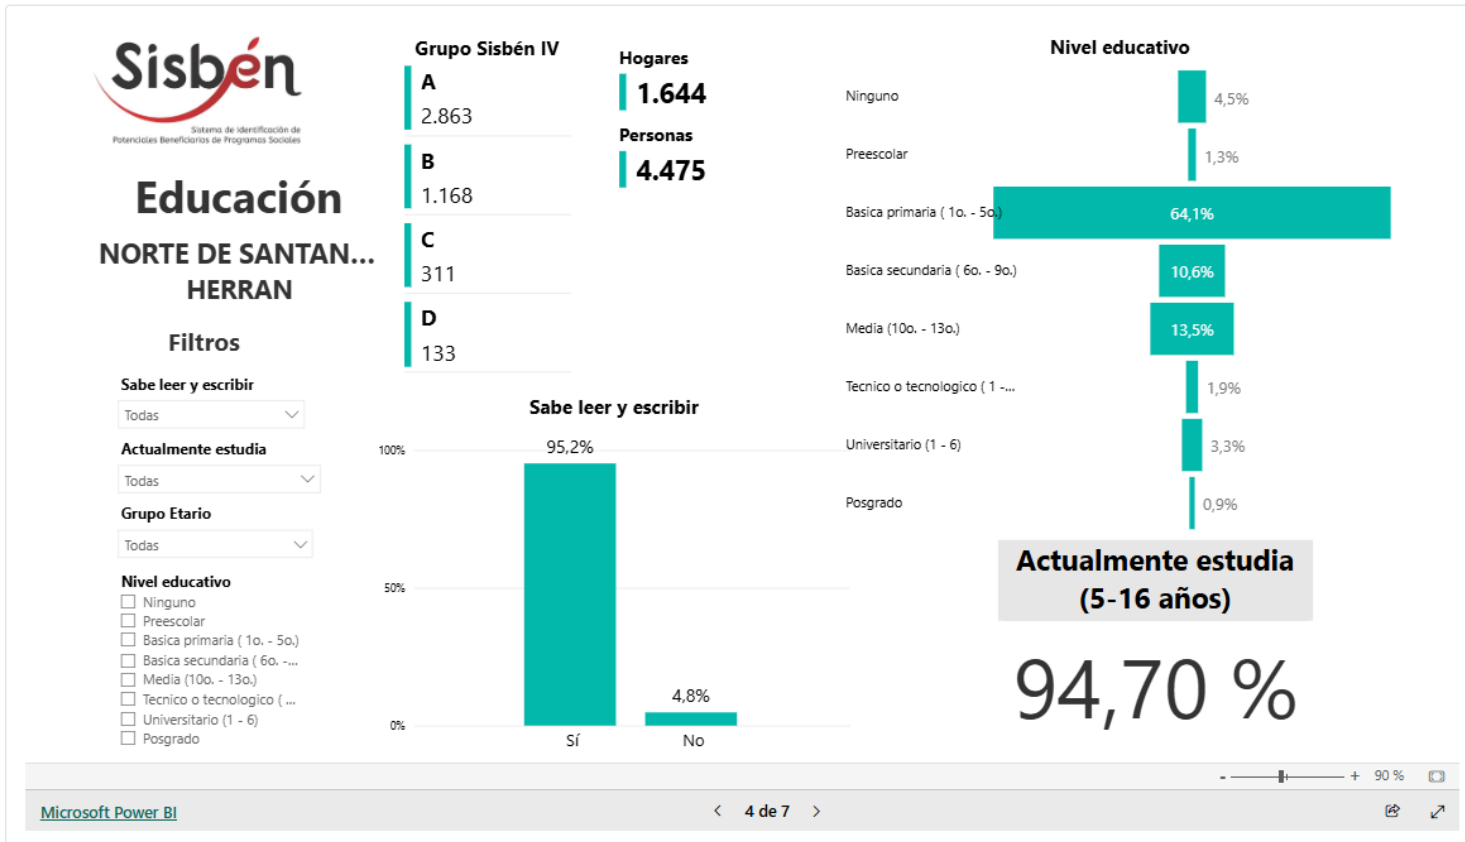 Sisbén
Sistema de Identificación de
Potenciales Beneficiarios de Programas Sociales
Educación
NORTE DE SANTAN...
HERRAN
Filtros
Sabe leer y escribir
Todas
Actualmente estudia
Todas
Grupo Etario
Todas
Nivel educativo
Ninguno
Preescolar
Basica primaria ( 1o. - 5o.)
Basica secundaria ( 6o. -...
Media (10o. - 13o.)
Tecnico o tecnologico ( ...
Universitario (1 - 6)
Posgrado
Grupo Sisbén IV
A
2.863
B
1.168
C
311
D
133
Hogares
1.644
Personas
4.475
Sabe leer y escribir
100%
50%
0%
95,2%
4,8%
Sí
No
Nivel educativo
Ninguno
4,5%
Preescolar
1,3%
Basica primaria ( 1o. - 5o.)
64,1%
Basica secundaria ( 6o. - 9o.)
10,6%
Media (10o. - 13o.)
13,5%
Tecnico o tecnologico ( 1 -...
1,9%
Universitario (1 - 6)
3,3%
Posgrado
0,9%
Actualmente estudia
(5-16 años)
94,70 %
- + 90 %
Microsoft Power BI
< 4 de 7 >